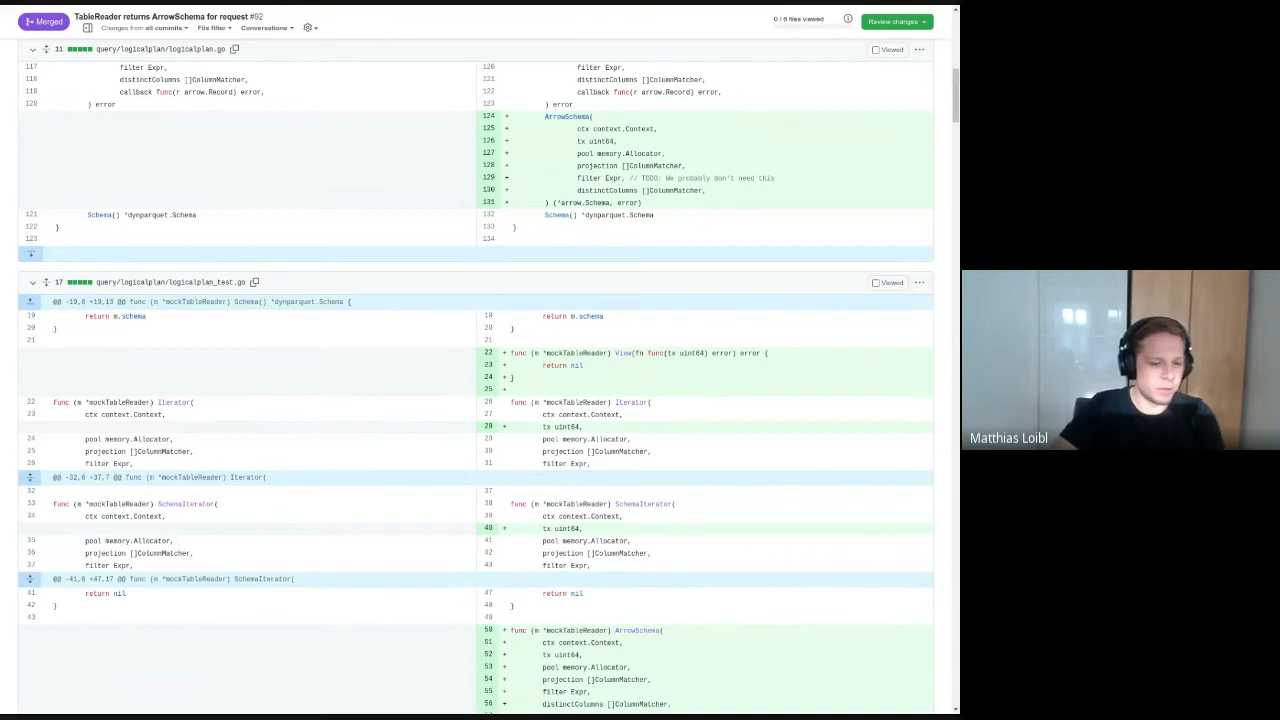 Merged
TableReader returns ArrowSchema for request #92
Changes from all commits
File filter
Conversations
0 / 8 files viewed
Review changes
11 query/logicalplan/logicalplan.go
Viewed
117 filter Expr, 120 filter Expr,
118 distinctColumns []ColumnMatcher, 121 distinctColumns []ColumnMatcher,
119 callback func(r arrow.Record) error, 122 callback func(r arrow.Record) error,
120 ) error 123 ) error
124 + ArrowSchema(
125 + ctx context.Context,
126 + tx uint64,
127 + pool memory.Allocator,
128 + projection []ColumnMatcher,
129 + filter Expr, // TODO: We probably don't need this
130 + distinctColumns []ColumnMatcher,
131 + ) (*arrow.Schema, error)
121 Schema() *dynparquet.Schema 132 Schema() *dynparquet.Schema
122 } 133 }
123 134
17 query/logicalplan/logicalplan_test.go
Viewed
@@ -19,8 +19,13 @@ func (m *mockTableReader) Schema() *dynparquet.Schema {
19 return m.schema 19 return m.schema
20 } 20 }
21 21
22 + func (m *mockTableReader) View(fn func(tx uint64) error) error {
23 + return nil
24 + }
25 +
22 func (m *mockTableReader) Iterator( 26 func (m *mockTableReader) Iterator(
23 ctx context.Context, 27 ctx context.Context,
28 + tx uint64,
24 pool memory.Allocator, 29 pool memory.Allocator,
25 projection []ColumnMatcher, 30 projection []ColumnMatcher,
26 filter Expr, 31 filter Expr,
@@ -32,6 +37,7 @@ func (m *mockTableReader) Iterator(
32 37
33 func (m *mockTableReader) SchemaIterator( 38 func (m *mockTableReader) SchemaIterator(
34 ctx context.Context, 39 ctx context.Context,
40 + tx uint64,
35 pool memory.Allocator, 41 pool memory.Allocator,
36 projection []ColumnMatcher, 42 projection []ColumnMatcher,
37 filter Expr, 43 filter Expr,
@@ -41,6 +47,17 @@ func (m *mockTableReader) SchemaIterator(
41 return nil 47 return nil
42 } 48 }
43 49
50 + func (m *mockTableReader) ArrowSchema(
51 + ctx context.Context,
52 + tx uint64,
53 + pool memory.Allocator,
54 + projection []ColumnMatcher,
55 + filter Expr,
56 + distinctColumns []ColumnMatcher,
Matthias Loibl